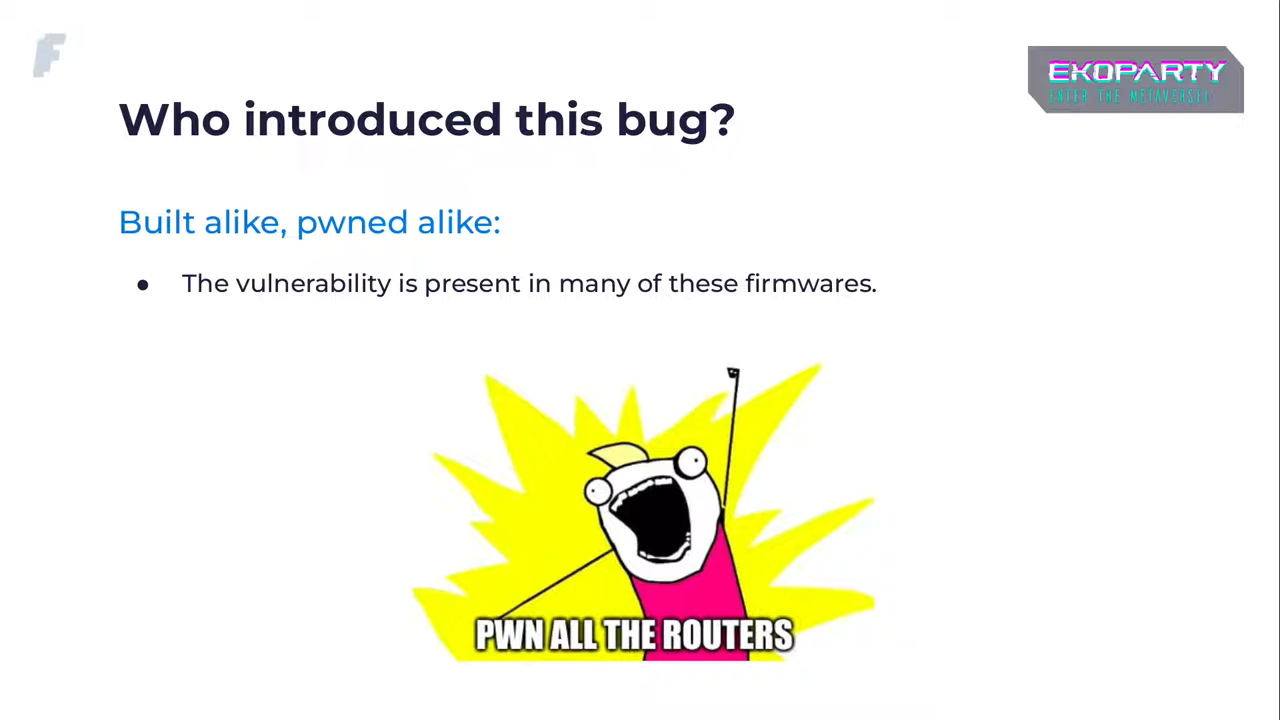 F
EKOPARTY
ENTER THE METAVERSE!
Who introduced this bug?
Built alike, pwned alike:
● The vulnerability is present in many of these firmwares.
PWN ALL THE ROUTERS